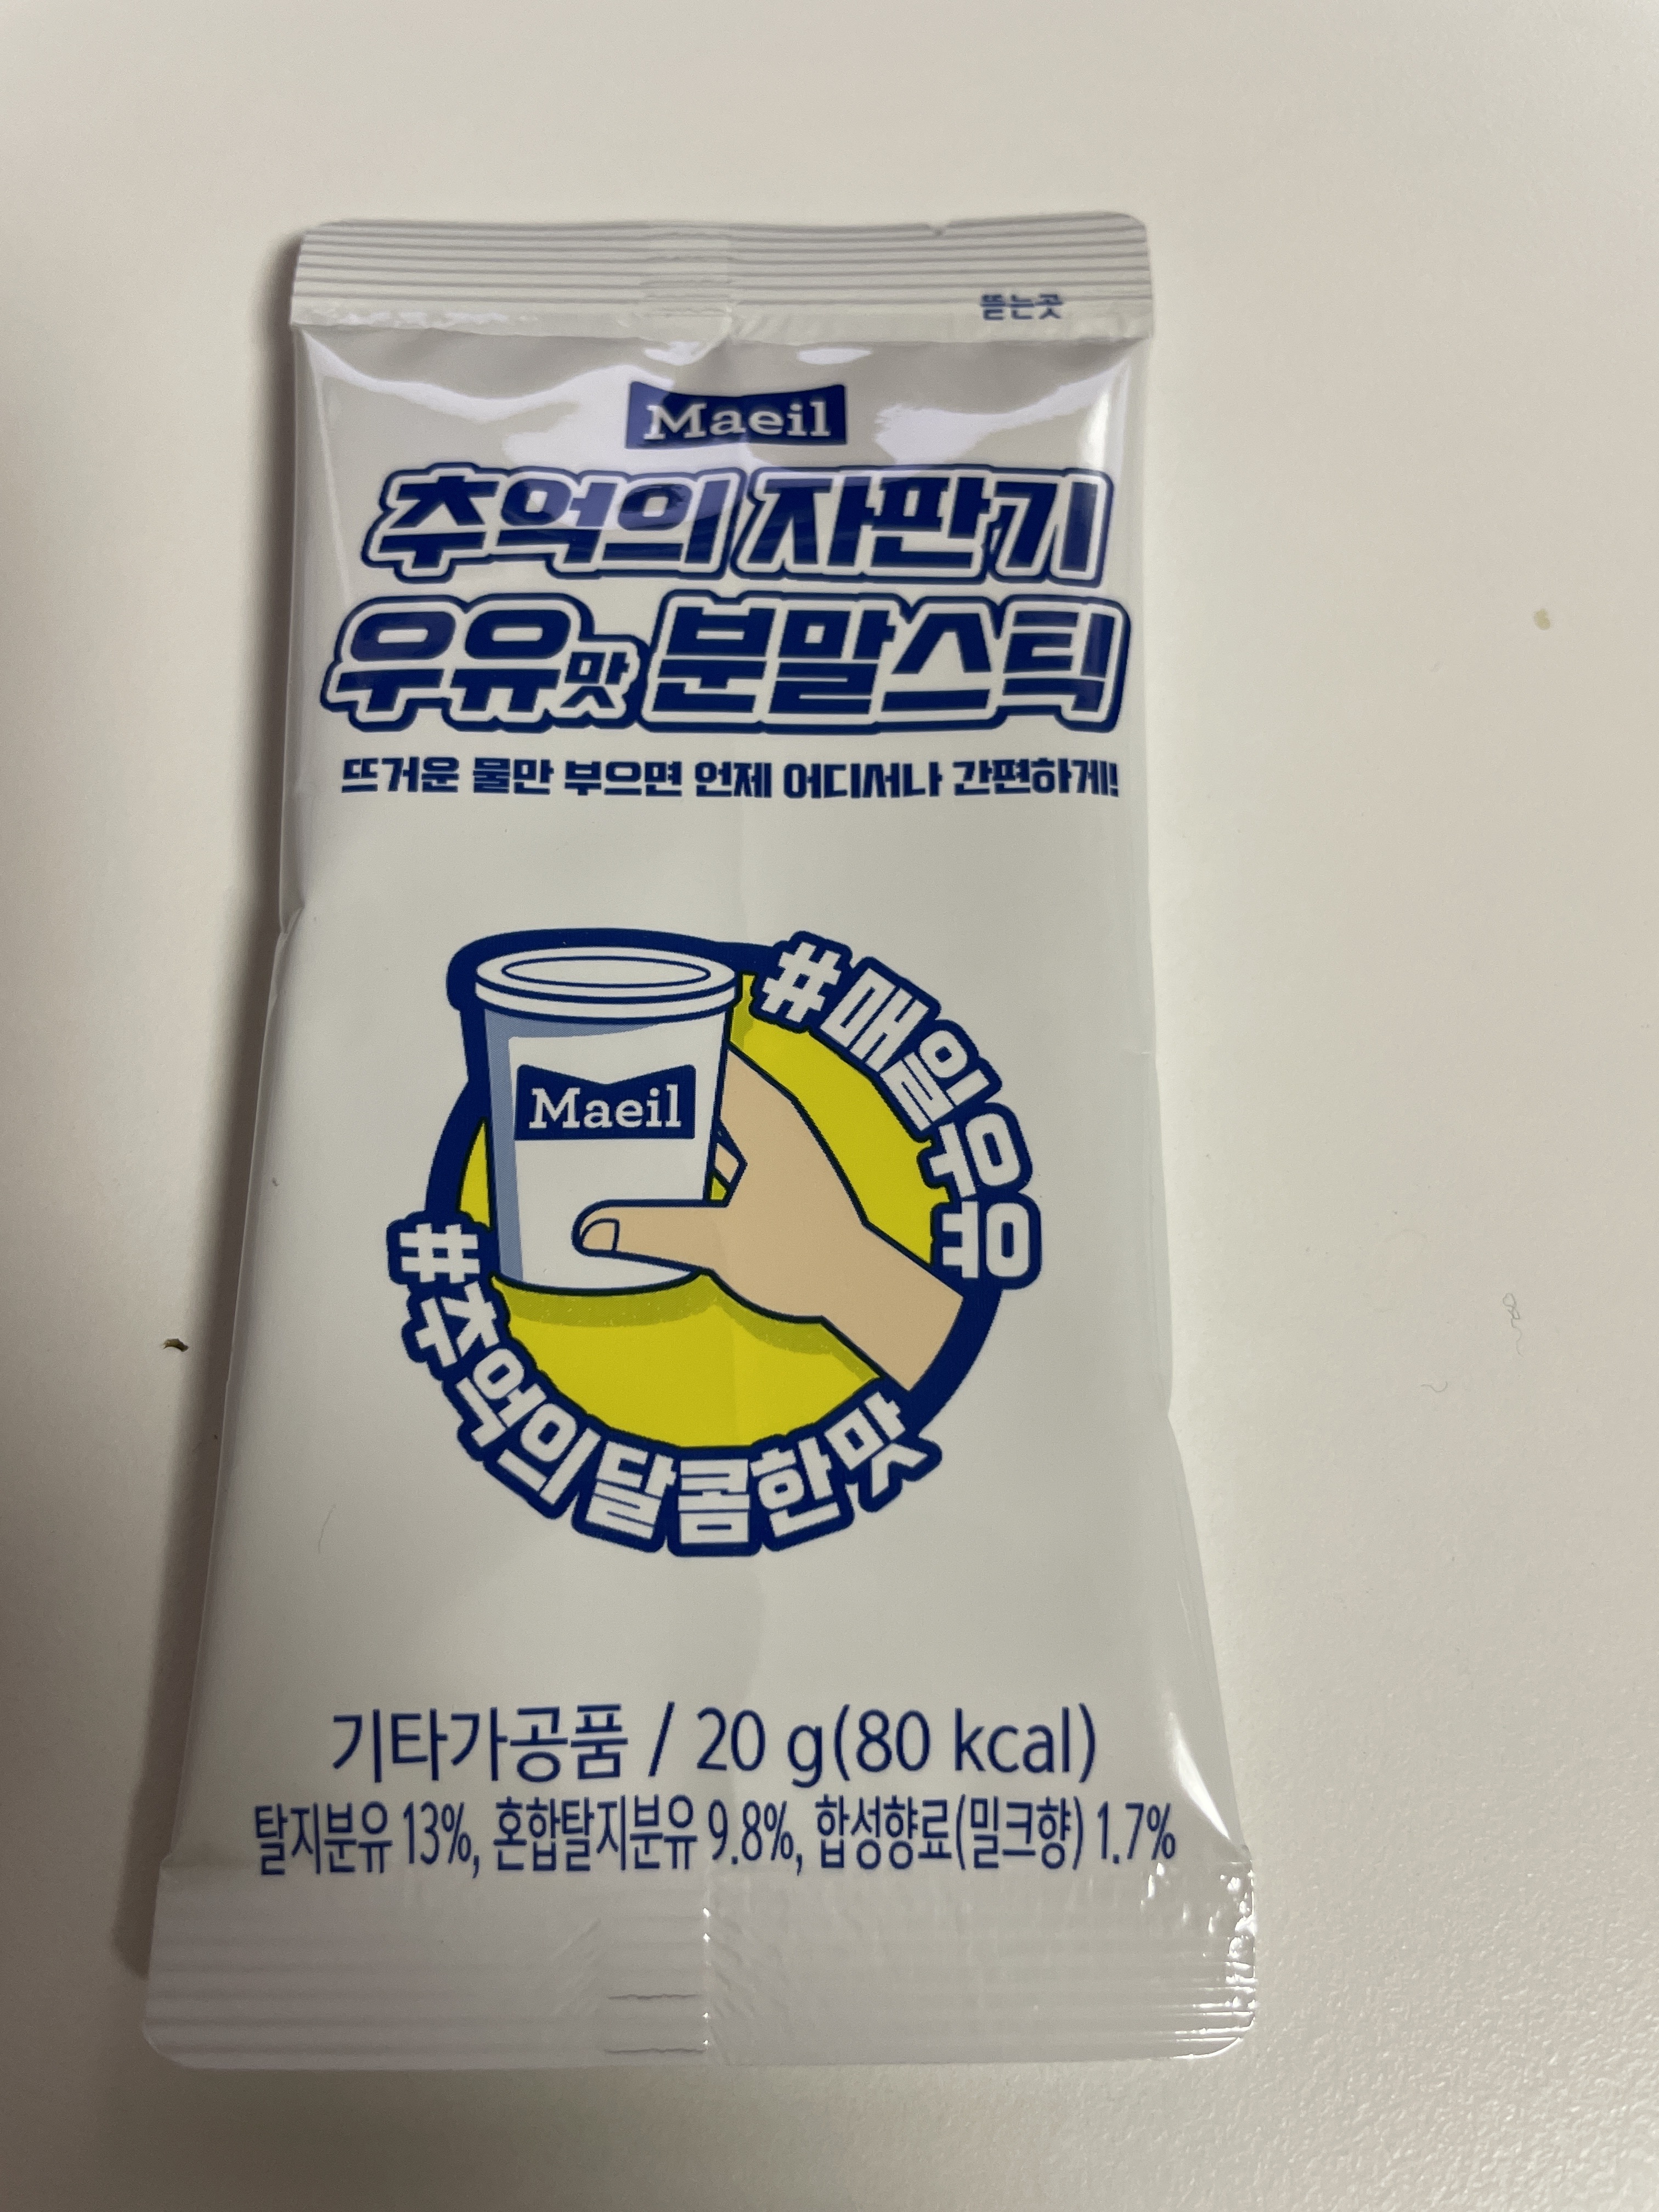 뜯는곳
Maeil
추억의 자판기
우유맛 분말스틱
뜨거운 물만 부으면 언제 어디서나 간편하게!
#매일우유
Maeil
#추억의달콤한맛
기타가공품 / 20 g(80 kcal)
탈지분유 13%, 혼합탈지분유 9.8%, 합성향료(밀크향) 1.7%